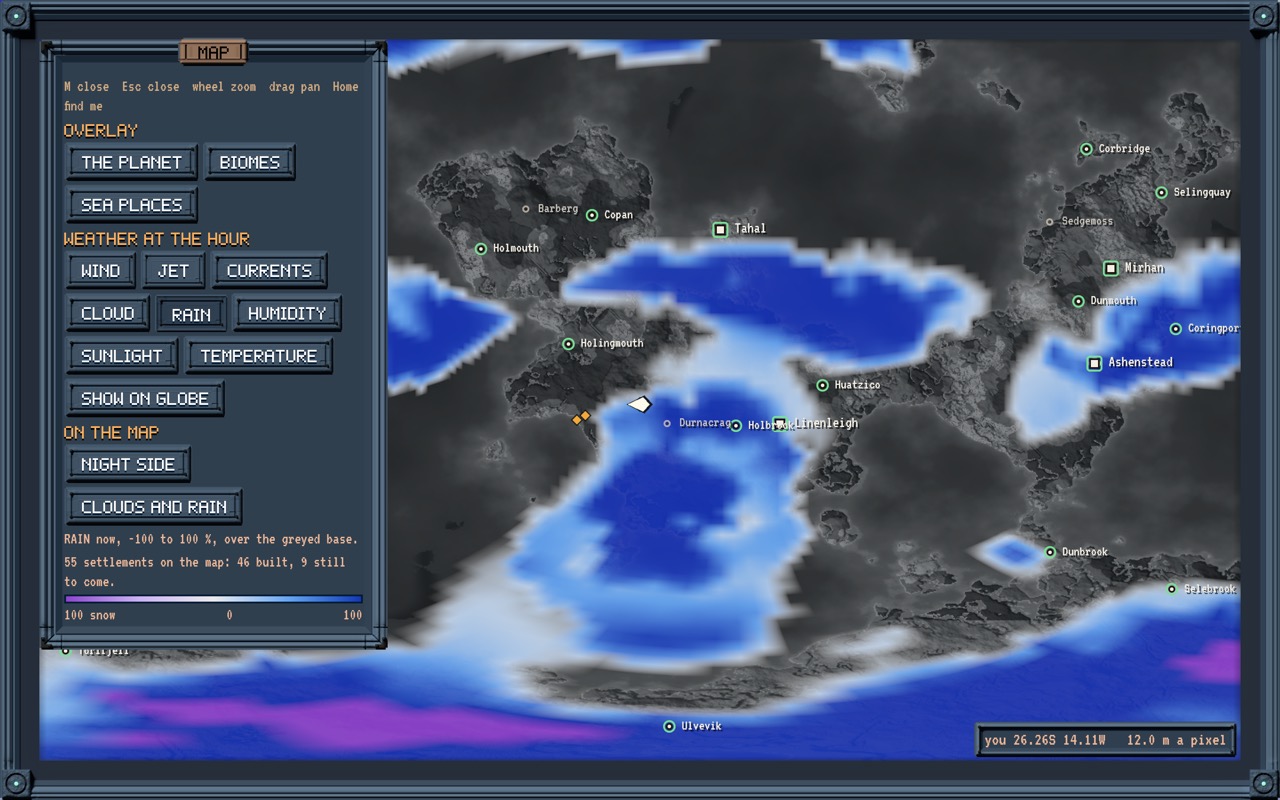 MAP
M close  Esc close  wheel zoom  drag pan  Home
find me
OVERLAY
THE PLANET
BIOMES
SEA PLACES
WEATHER AT THE HOUR
WIND
JET
CURRENTS
CLOUD
RAIN
HUMIDITY
SUNLIGHT
TEMPERATURE
SHOW ON GLOBE
ON THE MAP
NIGHT SIDE
CLOUDS AND RAIN
RAIN now, -100 to 100 %, over the greyed base.
55 settlements on the map: 46 built, 9 still
to come.
100 snow
0
100
Corbridge
Selingquay
Barberg
Copan
Sedgemoss
Tahal
Holmouth
Mirhan
Dunmouth
Coringpor
Holingmouth
Ashenstead
Huatzico
Durnacrag
Holbrook
Linenleigh
Dunbrook
Selebrook
Ulvevik
you 26.26S 14.11W   12.0 m a pixel